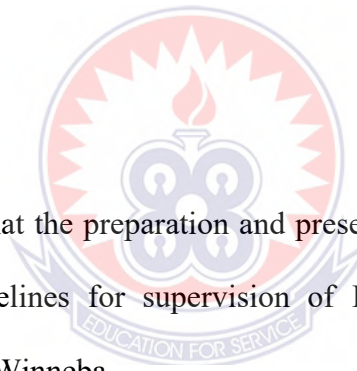 at the preparation and prese
elines for supervision of
Winneba
EDUCATION FOR SERVICE